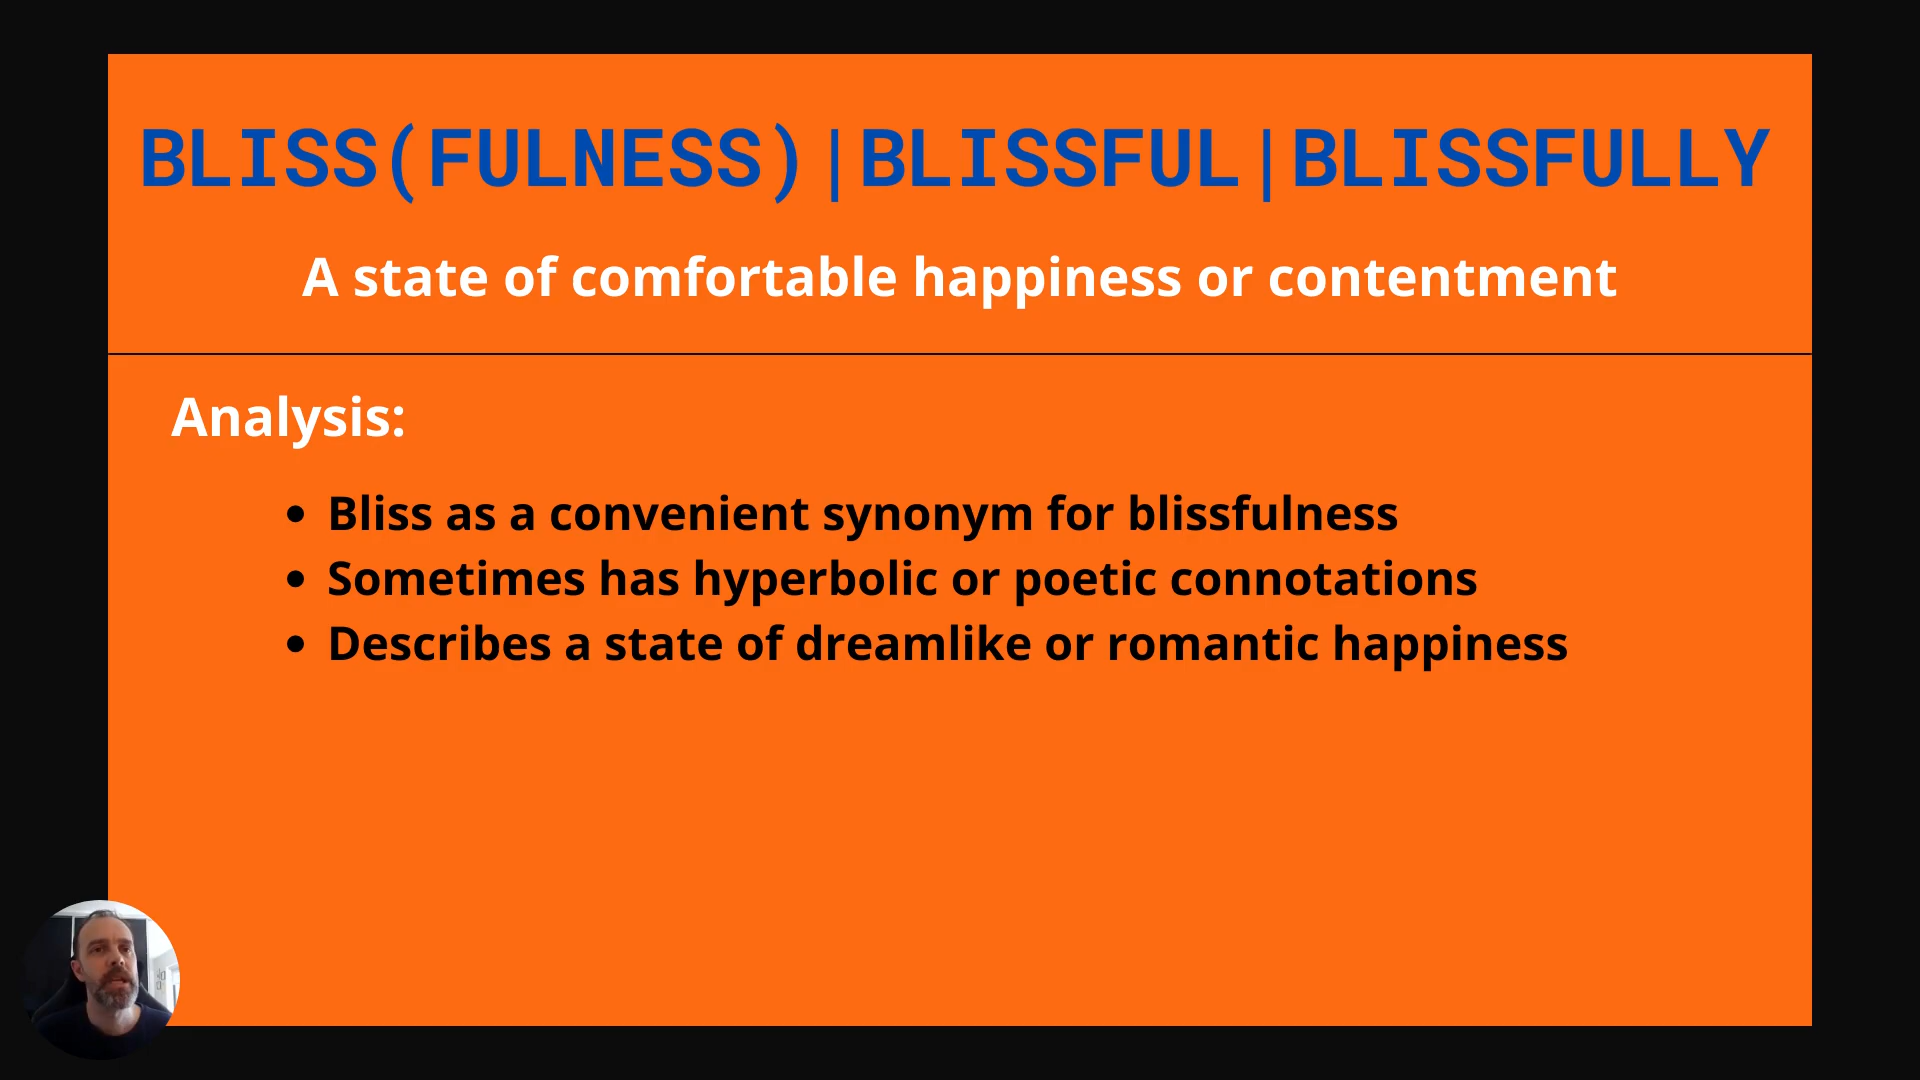 BLISS(FULNESS)|BLISSFUL|BLISSFULLY
A state of comfortable happiness or contentment
Analysis:
• Bliss as a convenient synonym for blissfulness
• Sometimes has hyperbolic or poetic connotations
• Describes a state of dreamlike or romantic happiness